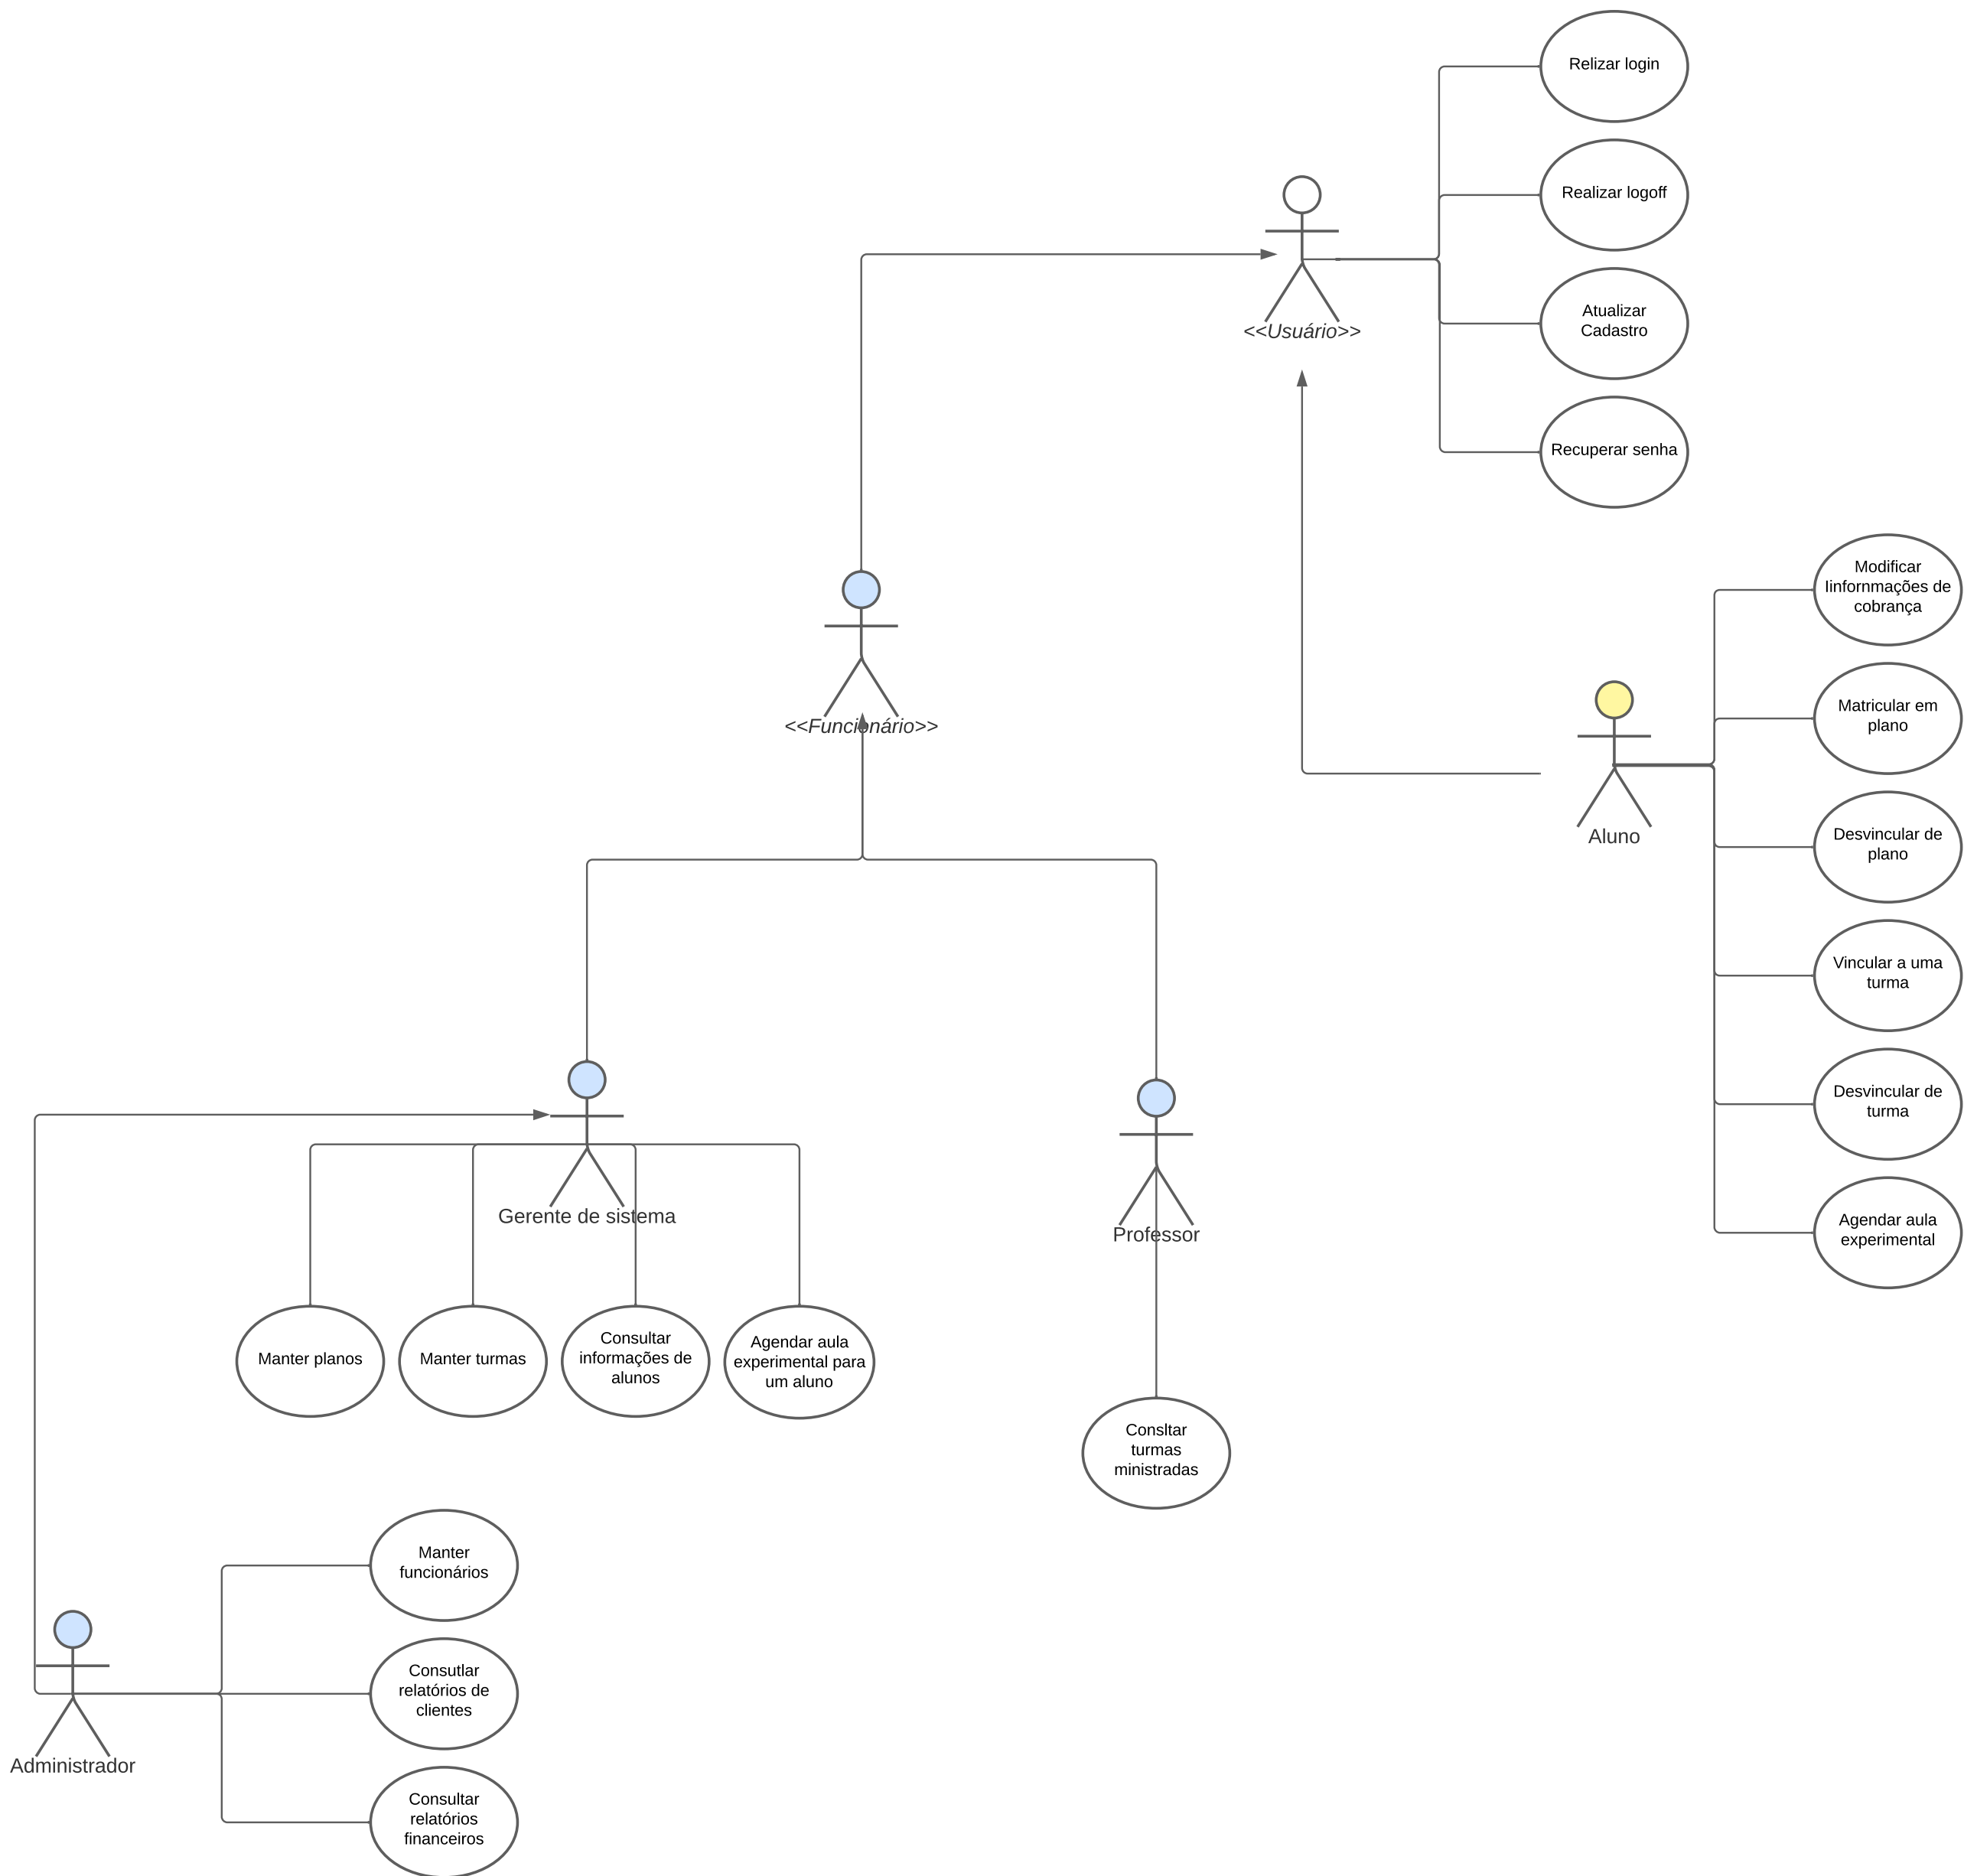 Relizar login
Realizar logoff
<<Usuário>>
Atualizar
Cadastro
Recuperar senha
Modificar
Iinfornmações de
cobrança
<<Funcionário>>
Matricular em
plano
Aluno
Desvincular de
plano
Vincular a uma
turma
Desvincular de
turma
Agendar aula
experimental
Gerente de sistema
Professor
Manter planos
Manter turmas
Consultar
informações de
alunos
Agendar aula
experimental para
um aluno
Consltar
turmas
ministradas
Manter
funcionários
Consutlar
relatórios de
clientes
Administrador
Consultar
relatórios
financeiros